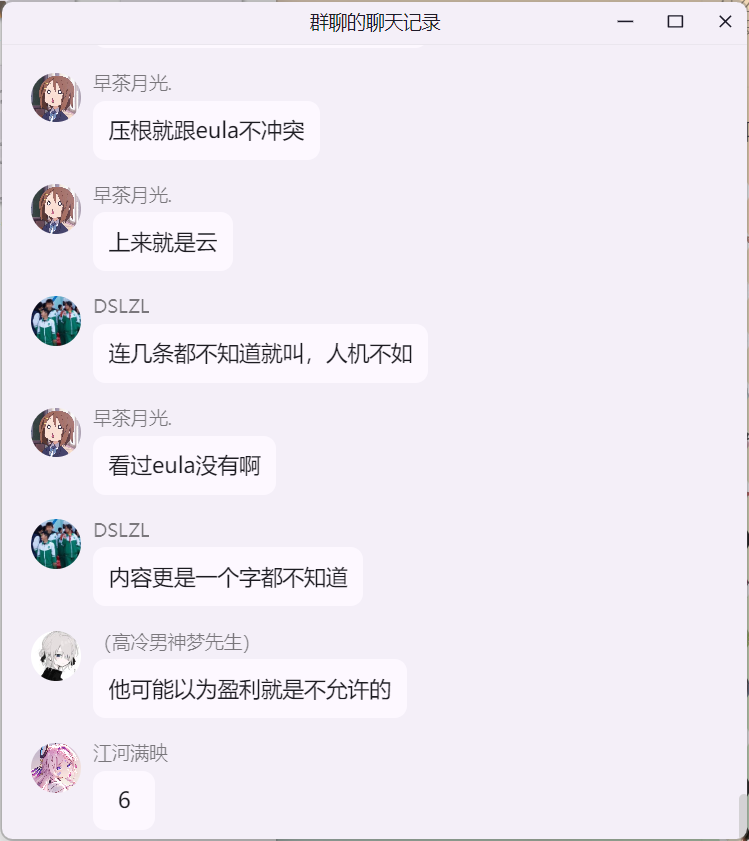 群聊的聊天记录
早茶月光.
压根就跟eula不冲突
早茶月光.
上来就是云
DSLZL
连几条都不知道就叫，人机不如
早茶月光.
看过eula没有啊
DSLZL
内容更是一个字都不知道
（高冷男神梦先生）
他可能以为盈利就是不允许的
江河满映
6